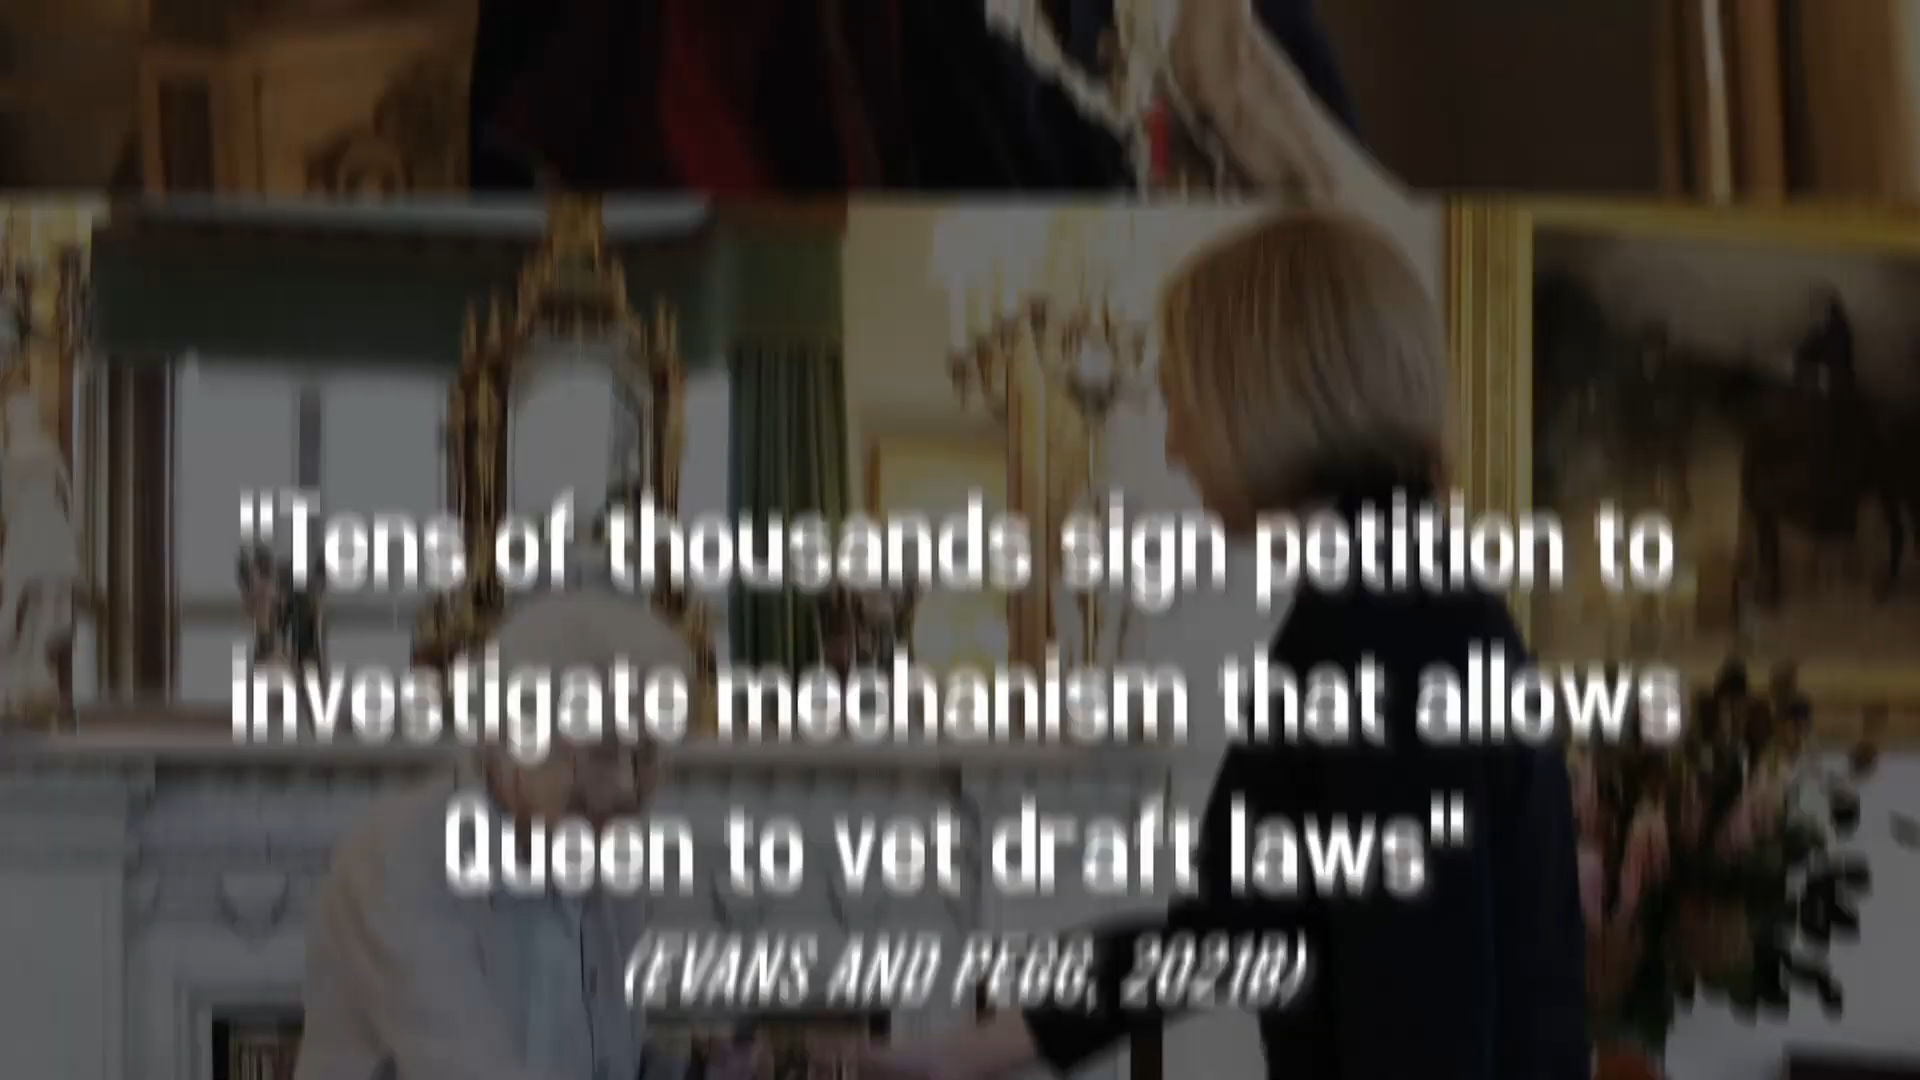 "Tens of thousands sign petition to
investigate mechanism that allows
Queen to vet draft laws"
(EVANS AND PEGG, 2021B)